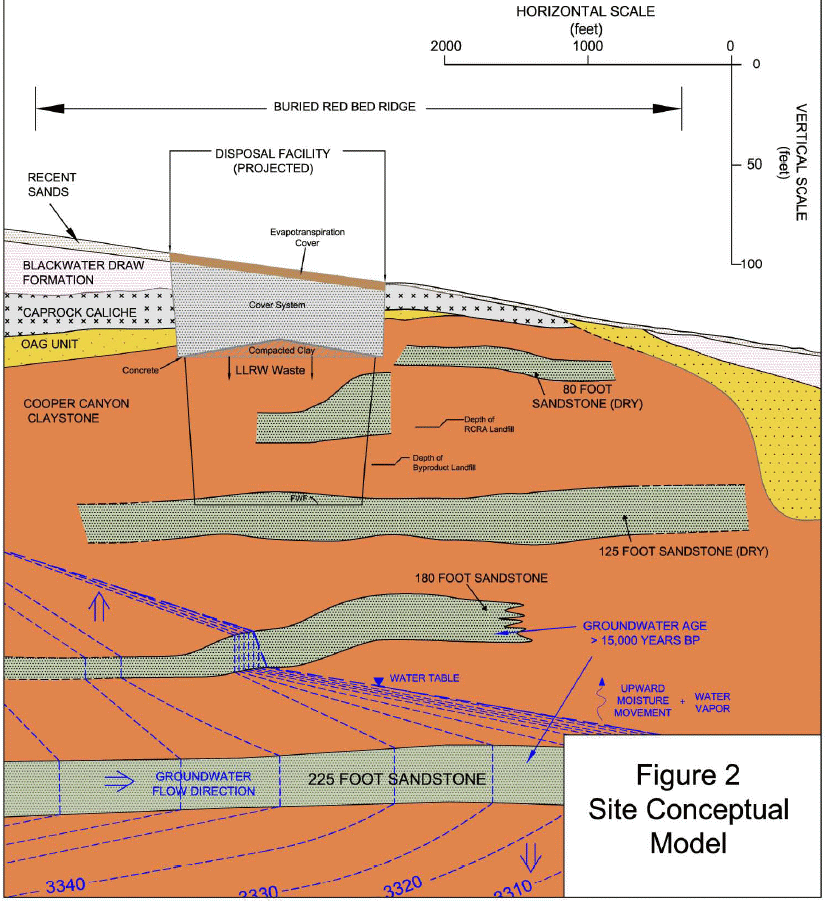 HORIZONTAL SCALE
(feet)
2000
1000
0
0
BURIED RED BED RIDGE
VERTICAL SCALE
(feet)
50
100
DISPOSAL FACILITY
(PROJECTED)
RECENT
SANDS
Evapotranspiration
Cover
BLACKWATER DRAW
FORMATION
Cover System
CAPROCK CALICHE
OAG UNIT
Compacted Clay
Concrete
LLRW Waste
80 FOOT
SANDSTONE (DRY)
COOPER CANYON
CLAYSTONE
Depth of
RCRA Landfill
Depth of
Byproduct Landfill
FWF
125 FOOT SANDSTONE (DRY)
180 FOOT SANDSTONE
GROUNDWATER AGE
> 15,000 YEARS BP
WATER TABLE
UPWARD
MOISTURE
MOVEMENT
+
WATER
VAPOR
GROUNDWATER
FLOW DIRECTION
225 FOOT SANDSTONE
Figure 2
Site Conceptual
Model
3340
3330
3320
3310